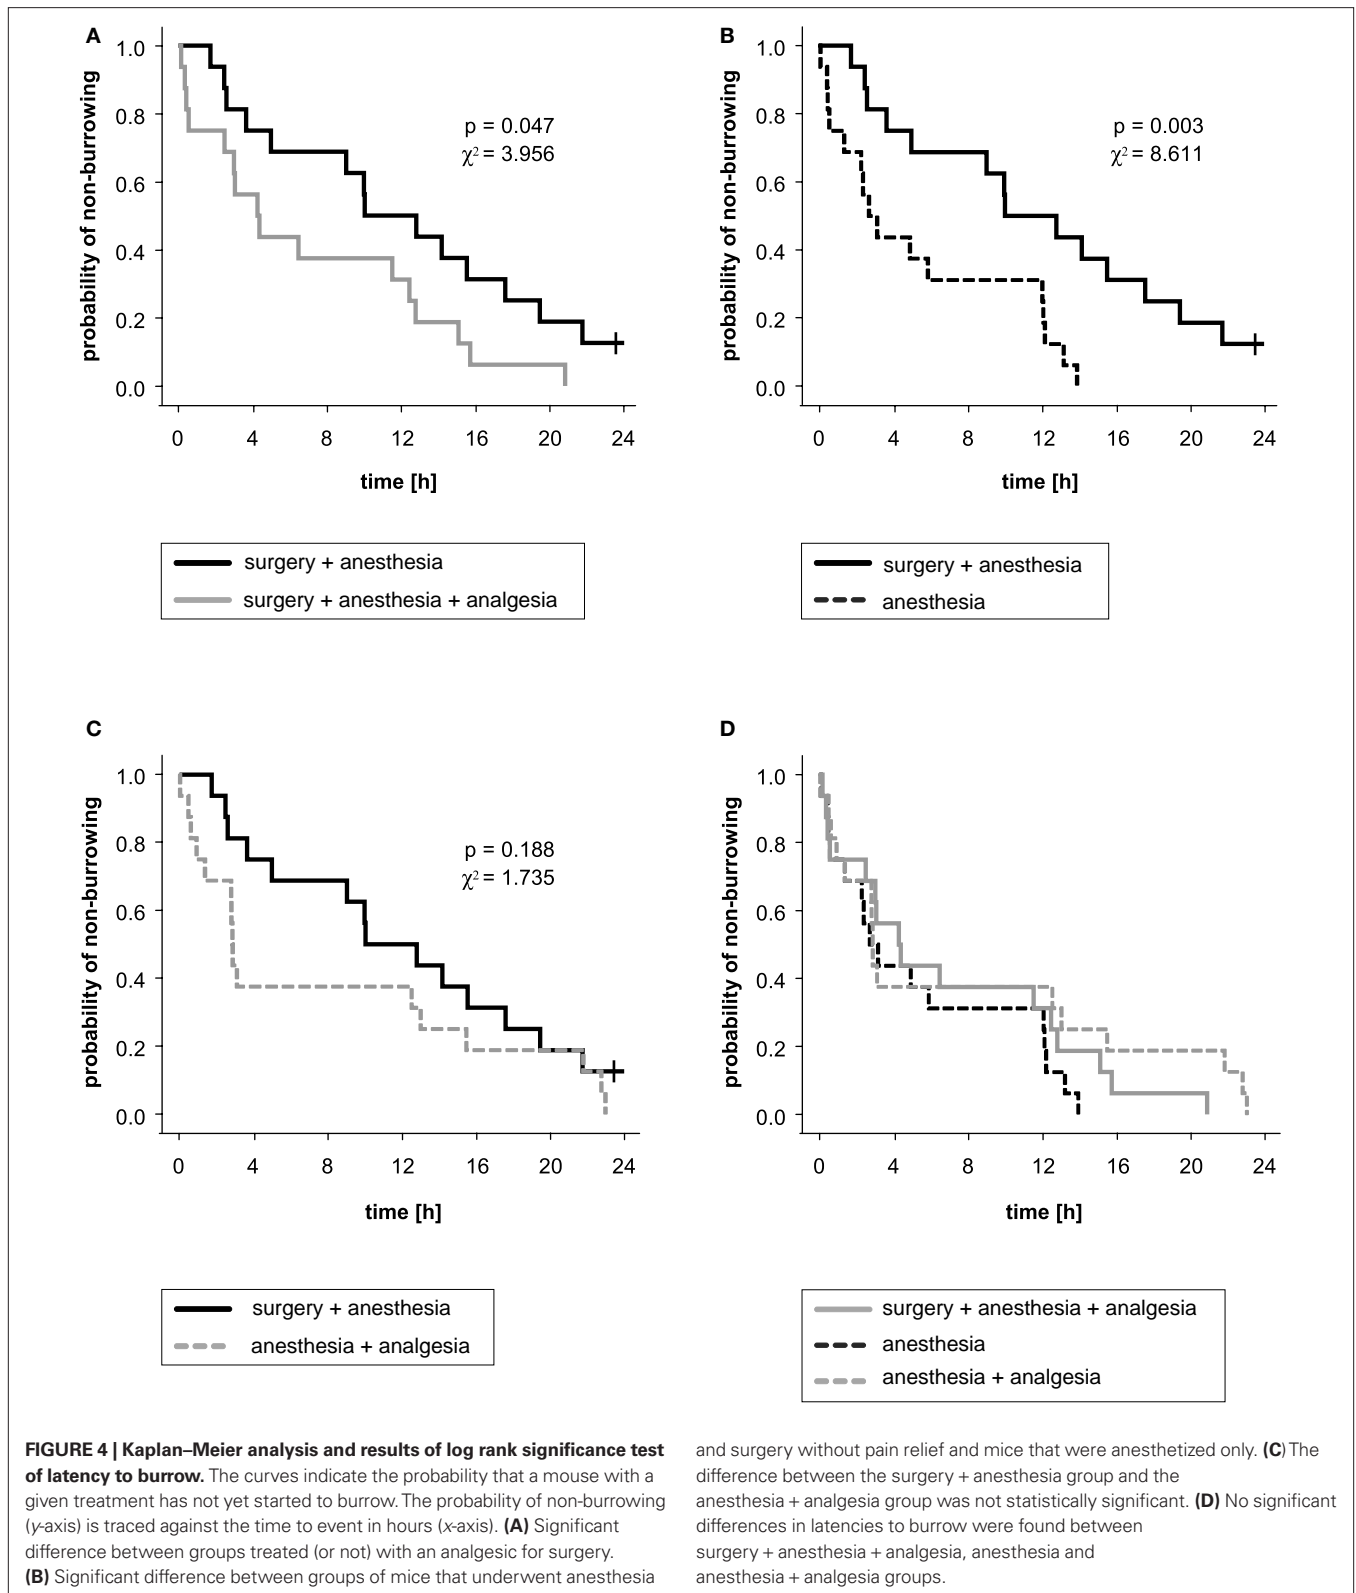 A
1.0
0.8
0.6
0.4
0.2
0.0
probability of non-burrowing
p = 0.047
χ² = 3.956
0 4 8 12 16 20 24
time [h]
surgery + anesthesia
surgery + anesthesia + analgesia
B
1.0
0.8
0.6
0.4
0.2
0.0
probability of non-burrowing
p = 0.003
χ² = 8.611
0 4 8 12 16 20 24
time [h]
surgery + anesthesia
anesthesia
C
1.0
0.8
0.6
0.4
0.2
0.0
probability of non-burrowing
p = 0.188
χ² = 1.735
0 4 8 12 16 20 24
time [h]
surgery + anesthesia
anesthesia + analgesia
D
1.0
0.8
0.6
0.4
0.2
0.0
probability of non-burrowing
0 4 8 12 16 20 24
time [h]
surgery + anesthesia + analgesia
anesthesia
anesthesia + analgesia
FIGURE 4 | Kaplan–Meier analysis and results of log rank significance test
of latency to burrow. The curves indicate the probability that a mouse with a
given treatment has not yet started to burrow. The probability of non-burrowing
(y-axis) is traced against the time to event in hours (x-axis). (A) Significant
difference between groups treated (or not) with an analgesic for surgery.
(B) Significant difference between groups of mice that underwent anesthesia
and surgery without pain relief and mice that were anesthetized only. (C) The
difference between the surgery + anesthesia group and the
anesthesia + analgesia group was not statistically significant. (D) No significant
differences in latencies to burrow were found between
surgery + anesthesia + analgesia, anesthesia and
anesthesia + analgesia groups.